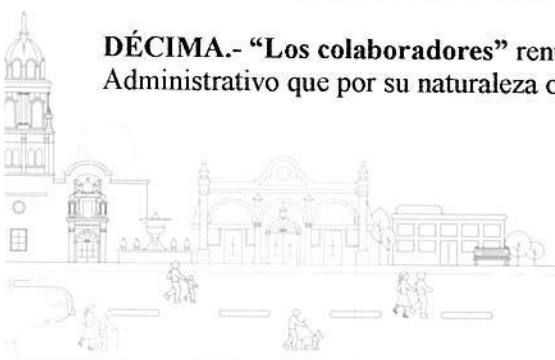 DÉCIMA.- “Los colaboradores”
Administrativo que por su naturaleza